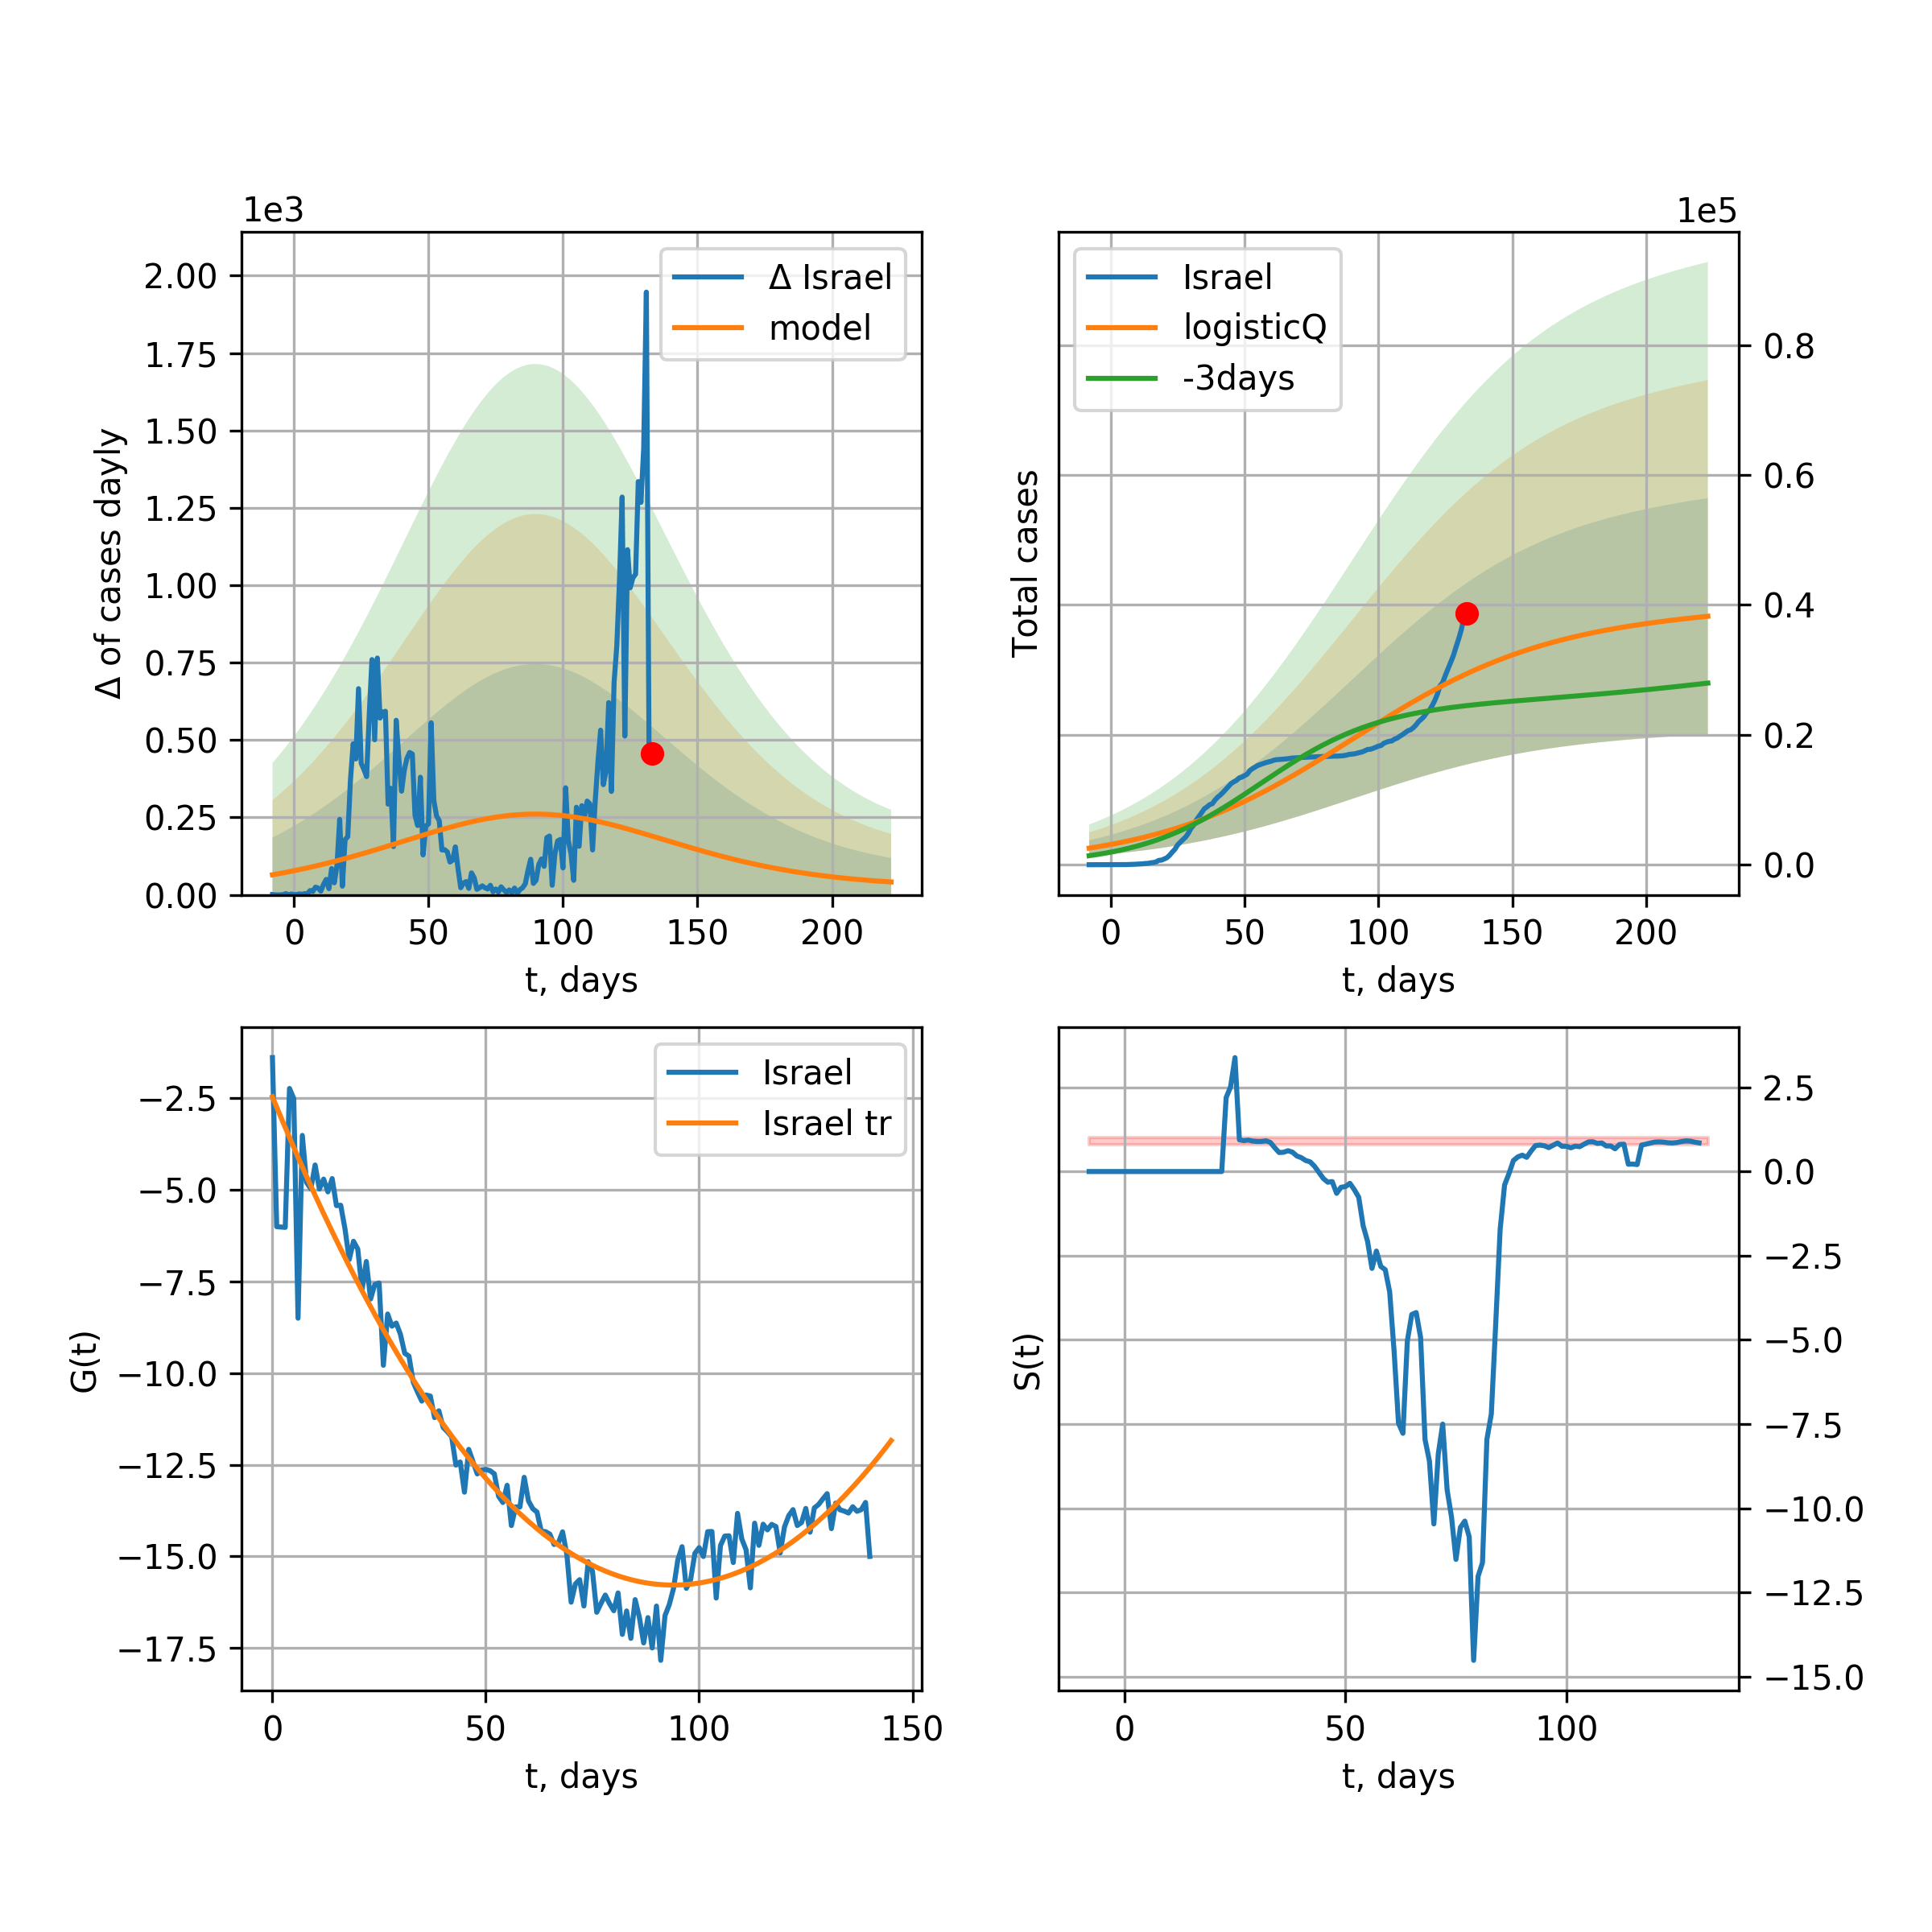 1e3
2.00
1.75
1.50
1.25
1.00
0.75
0.50
0.25
0.00
Δ of cases dayly
Δ Israel
model
0 50 100 150 200
t, days
1e5
Israel
logisticQ
-3days
Total cases
0.8
0.6
0.4
0.2
0.0
0 50 100 150 200
t, days
−2.5
−5.0
−7.5
−10.0
−12.5
−15.0
−17.5
G(t)
Israel
Israel tr
0 50 100 150
t, days
S(t)
2.5
0.0
−2.5
−5.0
−7.5
−10.0
−12.5
−15.0
0 50 100
t, days